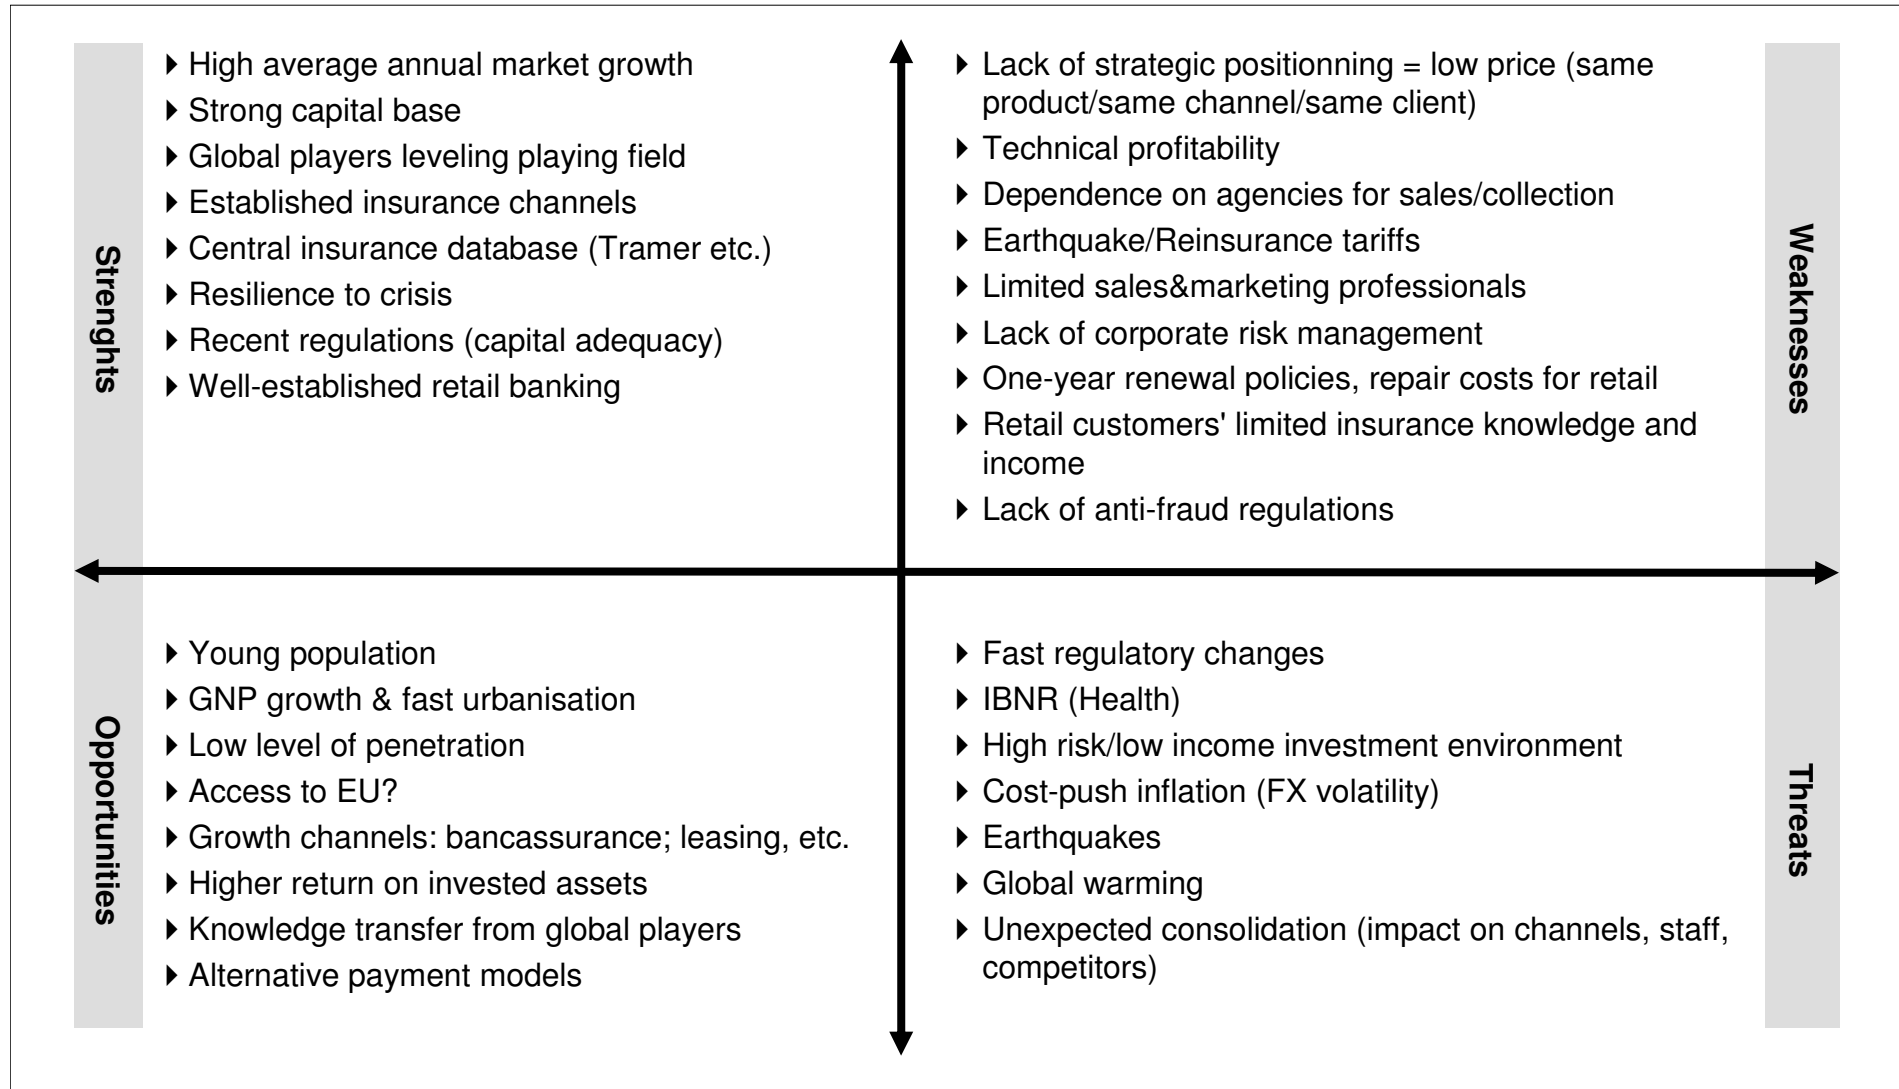 Strenghts
High average annual market growth
Strong capital base
Global players leveling playing field
Established insurance channels
Central insurance database (Tramer etc.)
Resilience to crisis
Recent regulations (capital adequacy)
Well-established retail banking
Weaknesses
Lack of strategic positionning = low price (same
product/same channel/same client)
Technical profitability
Dependence on agencies for sales/collection
Earthquake/Reinsurance tariffs
Limited sales&marketing professionals
Lack of corporate risk management
One-year renewal policies, repair costs for retail
Retail customers' limited insurance knowledge and
income
Lack of anti-fraud regulations
Opportunities
Young population
GNP growth & fast urbanisation
Low level of penetration
Access to EU?
Growth channels: bancassurance; leasing, etc.
Higher return on invested assets
Knowledge transfer from global players
Alternative payment models
Threats
Fast regulatory changes
IBNR (Health)
High risk/low income investment environment
Cost-push inflation (FX volatility)
Earthquakes
Global warming
Unexpected consolidation (impact on channels, staff,
competitors)